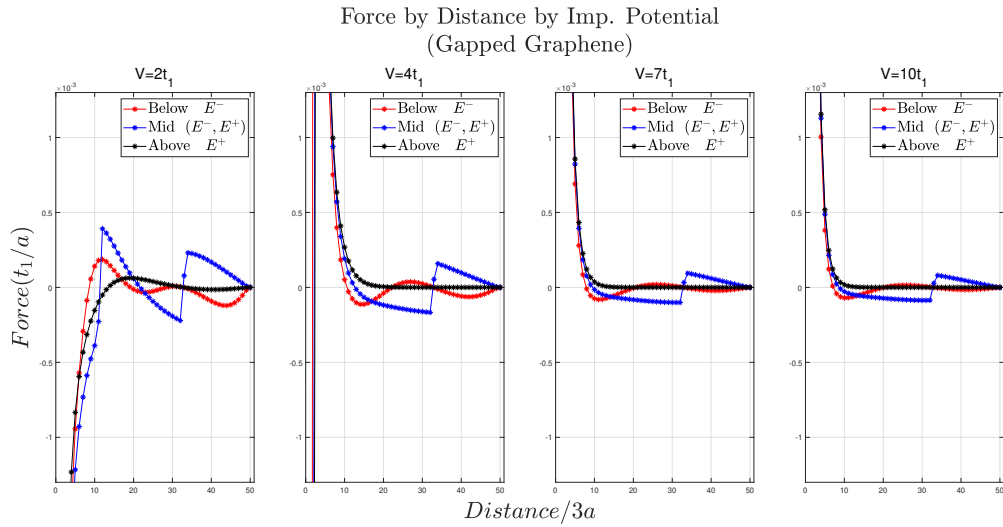 Force by Distance by Imp. Potential
(Gapped Graphene)
V=2t₁
V=4t₁
V=7t₁
V=10t₁
×10⁻³
×10⁻³
×10⁻³
×10⁻³
Below E⁻
Mid (E⁻, E⁺)
Above E⁺
Below E⁻
Mid (E⁻, E⁺)
Above E⁺
Below E⁻
Mid (E⁻, E⁺)
Above E⁺
Below E⁻
Mid (E⁻, E⁺)
Above E⁺
Force(t₁/a)
1
0.5
0
-0.5
-1
1
0.5
0
-0.5
-1
1
0.5
0
-0.5
-1
1
0.5
0
-0.5
-1
0 10 20 30 40 50
0 10 20 30 40 50
0 10 20 30 40 50
0 10 20 30 40 50
Distance/3a